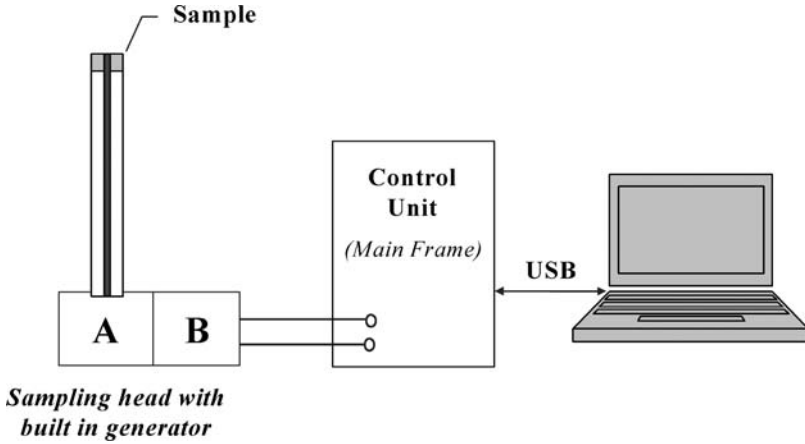 Sample
Control
Unit
(Main Frame)
USB
A
B
Sampling head with
built in generator